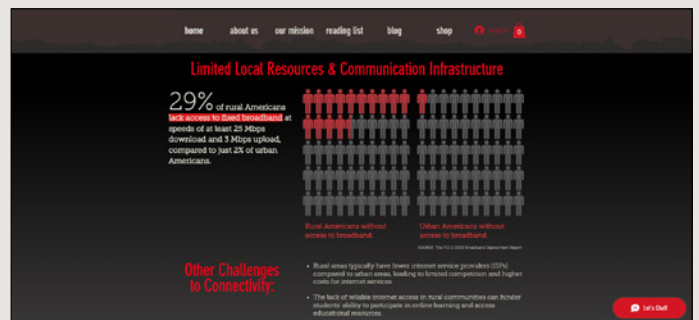 home about us our mission reading list blog shop Log In 0
Limited Local Resources & Communication Infrastructure
29% of rural Americans
lack access to fixed broadband at
speeds of at least 25 Mbps
download and 3 Mbps upload,
compared to just 2% of urban
Americans.
Rural Americans without
access to broadband.
Urban Americans without
access to broadband.
SOURCE: The FCC's Broadband Deployment Report
Other Challenges
to Connectivity:
• Rural areas typically have fewer internet service providers (ISPs)
compared to urban areas, leading to limited competition and higher
costs for internet services.
• The lack of reliable internet access in rural communities can hinder
students' ability to participate in online learning and access
educational resources.
Let's Chat!